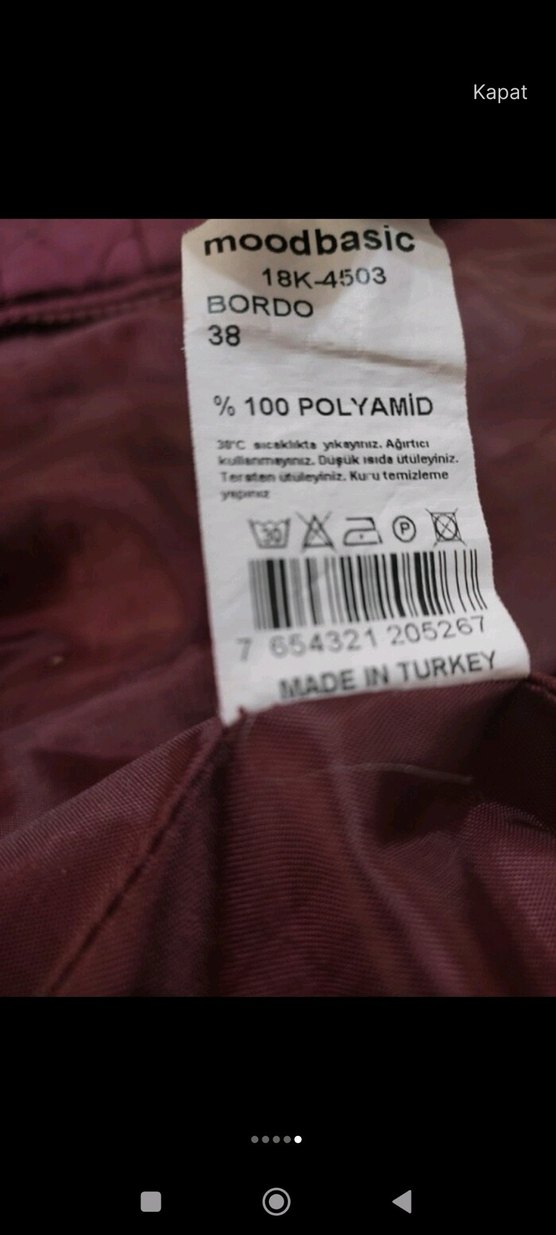 Kapat
moodbasic
18K-4503
BORDO
38
% 100 POLYAMİD
30°C sıcaklıkta yıkayınız. Ağırtıcı
kullanmayınız. Düşük ısıda ütüleyiniz.
Tersten ütüleyiniz. Kuru temizleme
yapınız
30
P
7 654321 205267
MADE IN TURKEY